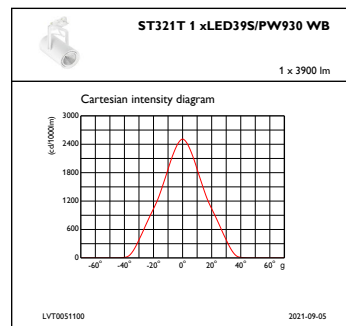 ST321T 1 xLED39S/PW930 WB
1 x 3900 lm
Cartesian intensity diagram
(cd/1000lm)
3000
2400
1800
1200
600
0
-60° -40° -20° 0° 20° 40° 60° g
LVT0051100 2021-09-05